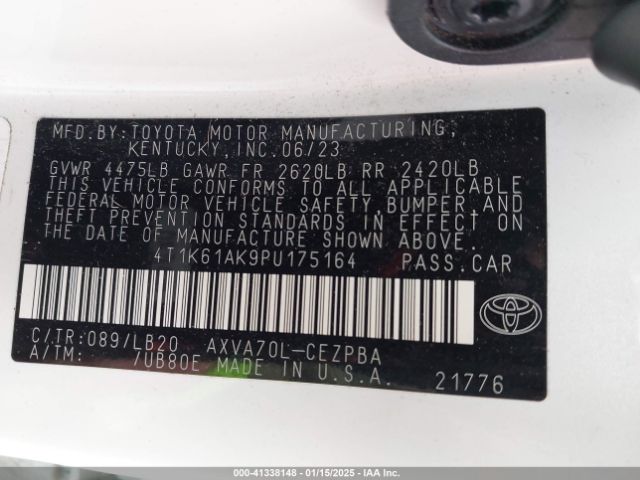 MFD.BY:TOYOTA MOTOR MANUFACTURING,
KENTUCKY, INC. 06/23
GVWR 4475LB GAWR FR 2620LB RR 2420LB
THIS VEHICLE CONFORMS TO ALL APPLICABLE
FEDERAL MOTOR VEHICLE SAFETY, BUMPER, AND
THEFT PREVENTION STANDARDS IN EFFECT ON
THE DATE OF MANUFACTURE SHOWN ABOVE.
4T1K61AK9PU175164 PASS.CAR
C/TR:089/LB20 AXVA70L-CEZPBA
A/TM: /UB80E MADE IN U.S.A. 21776
© - 41338148 - 01/15/2025 - IAA Inc.